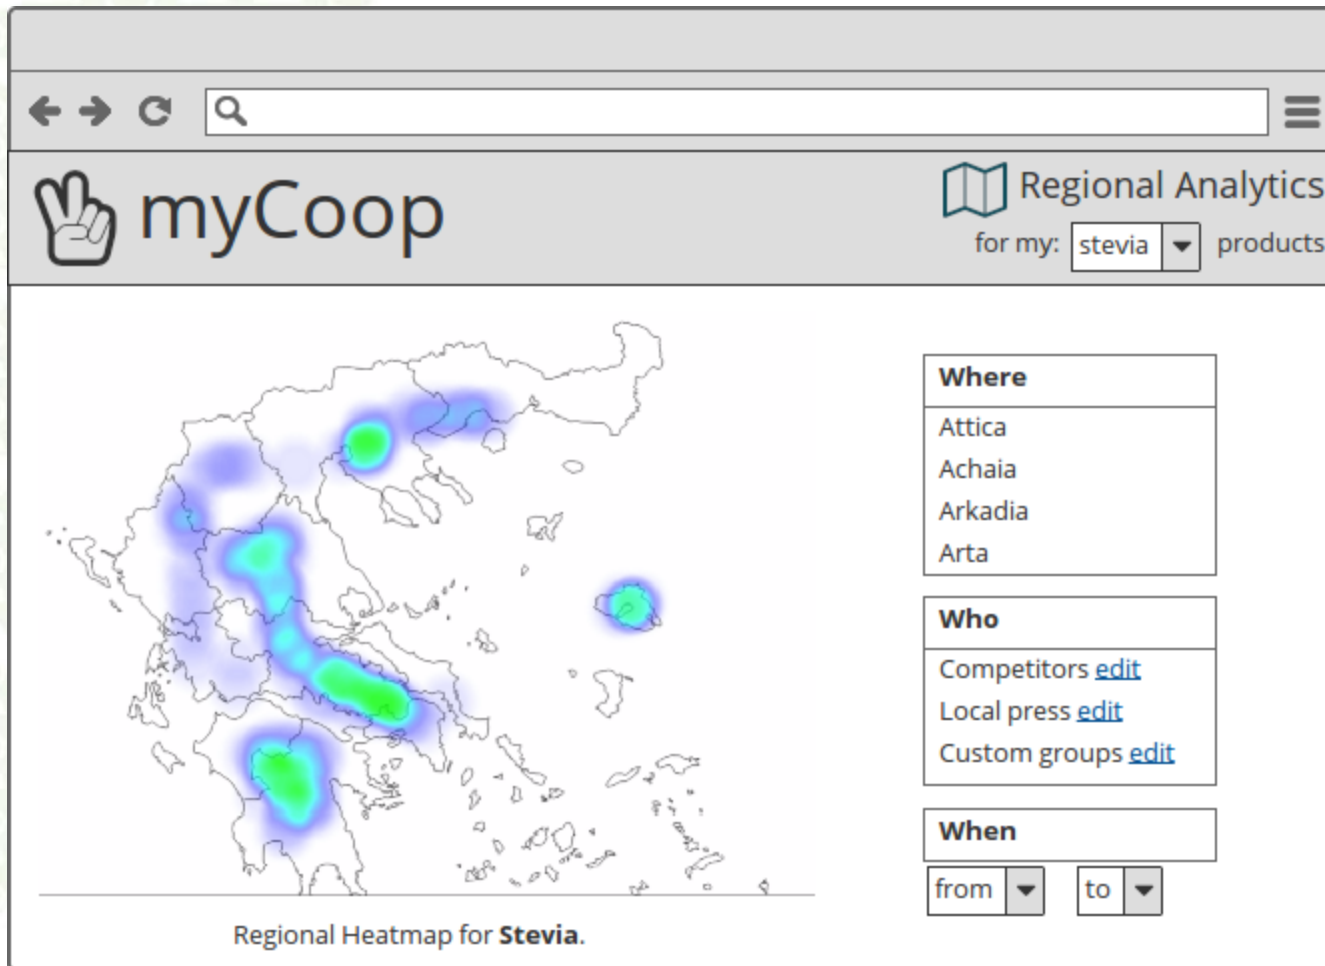 myCoop
Regional Analytics
for my: stevia products
Where
Attica
Achaia
Arkadia
Arta
Who
Competitors edit
Local press edit
Custom groups edit
When
from to
Regional Heatmap for Stevia.